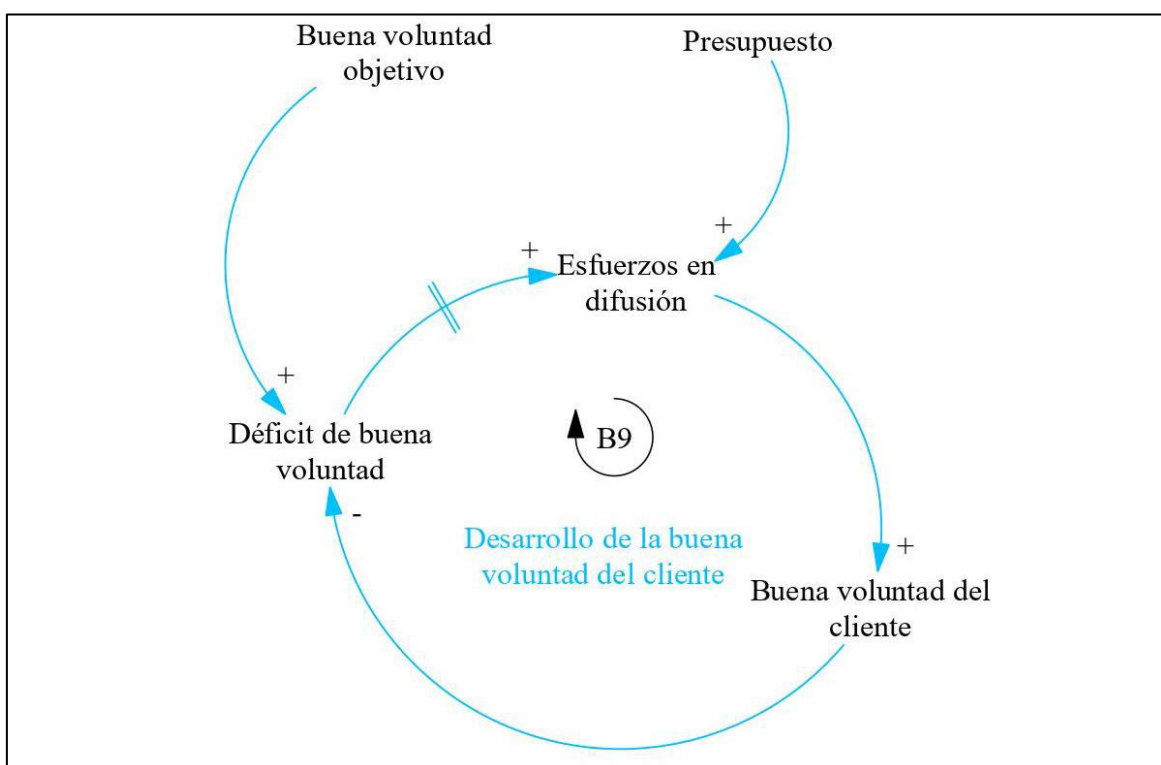 Buena voluntad
objetivo
Presupuesto
+
+
Esfuerzos en
difusión
+
Déficit de buena
voluntad
B9
-
Desarrollo de la buena
voluntad del cliente
+
Buena voluntad del
cliente